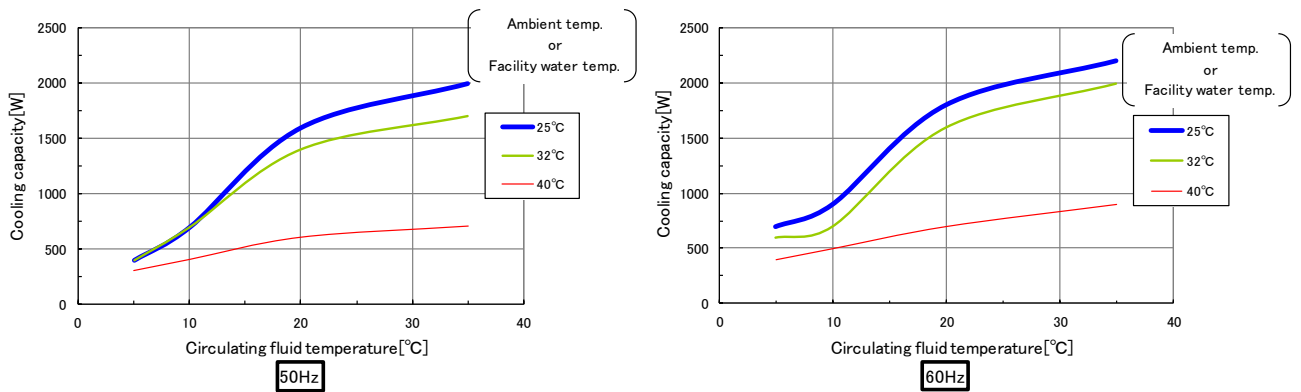 2500
2000
1500
1000
500
0
Cooling capacity[W]
0
10
20
30
40
Circulating fluid temperature[℃]
50Hz
Ambient temp.
or
Facility water temp.
25℃
32℃
40℃
2500
2000
1500
1000
500
0
Cooling capacity[W]
0
10
20
30
40
Circulating fluid temperature[℃]
60Hz
Ambient temp.
or
Facility water temp.
25℃
32℃
40℃